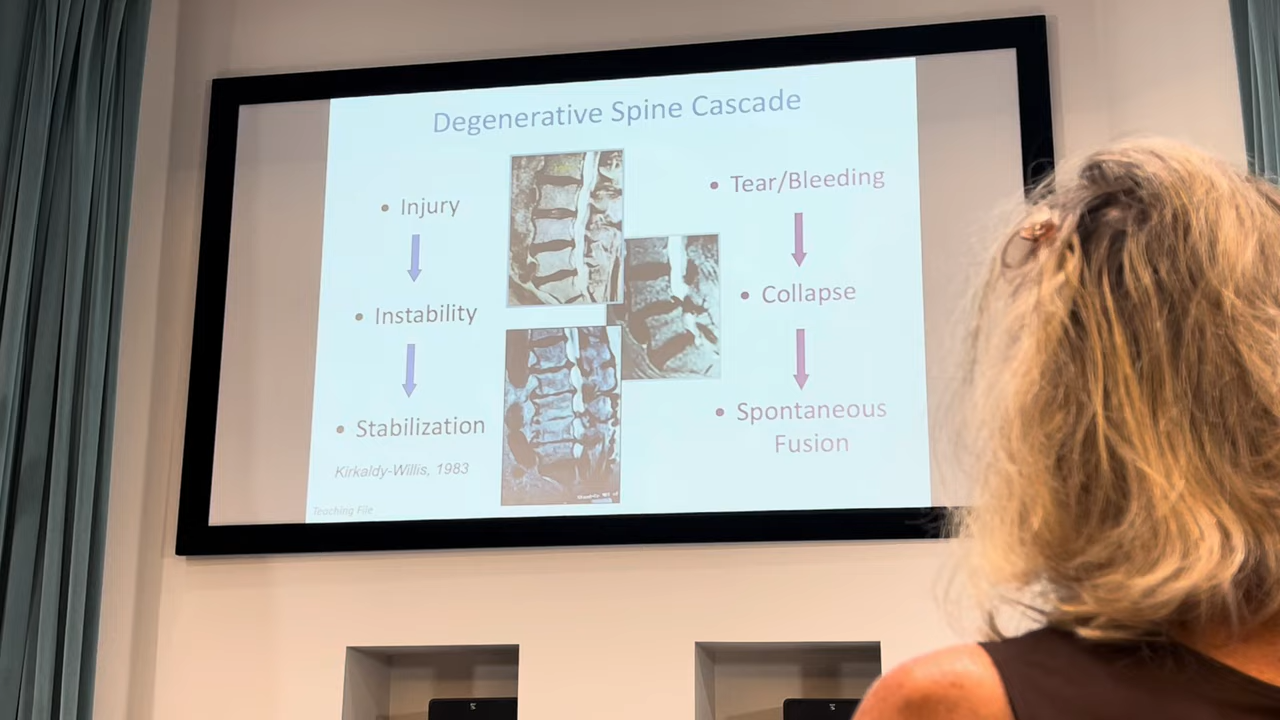 Degenerative Spine Cascade
• Injury
• Instability
• Stabilization
Kirkaldy-Willis, 1983
Teaching File
• Tear/Bleeding
• Collapse
• Spontaneous
Fusion